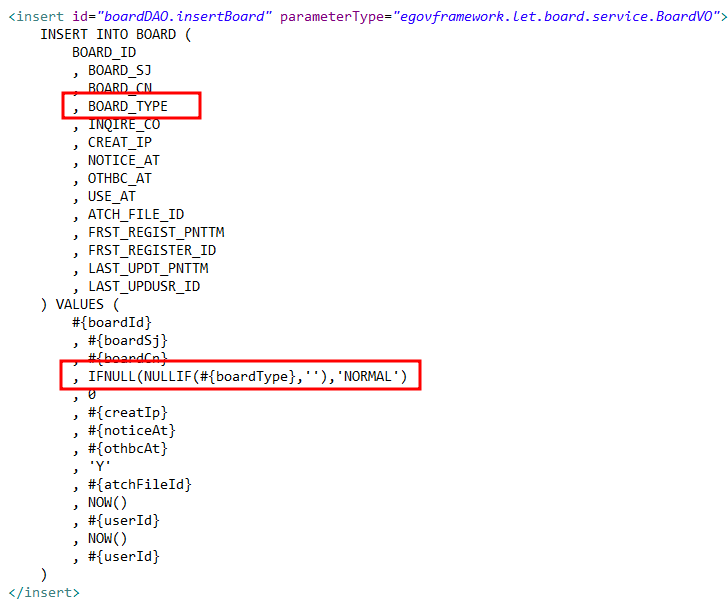 <insert id="boardDAO.insertBoard" parameterType="egovframework.let.board.service.BoardVO">
INSERT INTO BOARD (
BOARD_ID
, BOARD_SJ
, BOARD_CN
, BOARD_TYPE
, INQIRE_CO
, CREAT_IP
, NOTICE_AT
, OTHBC_AT
, USE_AT
, ATCH_FILE_ID
, FRST_REGIST_PNTTM
, FRST_REGISTER_ID
, LAST_UPDT_PNTTM
, LAST_UPDUSR_ID
) VALUES (
#{boardId}
, #{boardSj}
, #{boardCn}
, IFNULL(NULLIF(#{boardType},''),'NORMAL')
, 0
, #{creatIp}
, #{noticeAt}
, #{othbcAt}
, 'Y'
, #{atchFileId}
, NOW()
, #{userId}
, NOW()
, #{userId}
)
</insert>